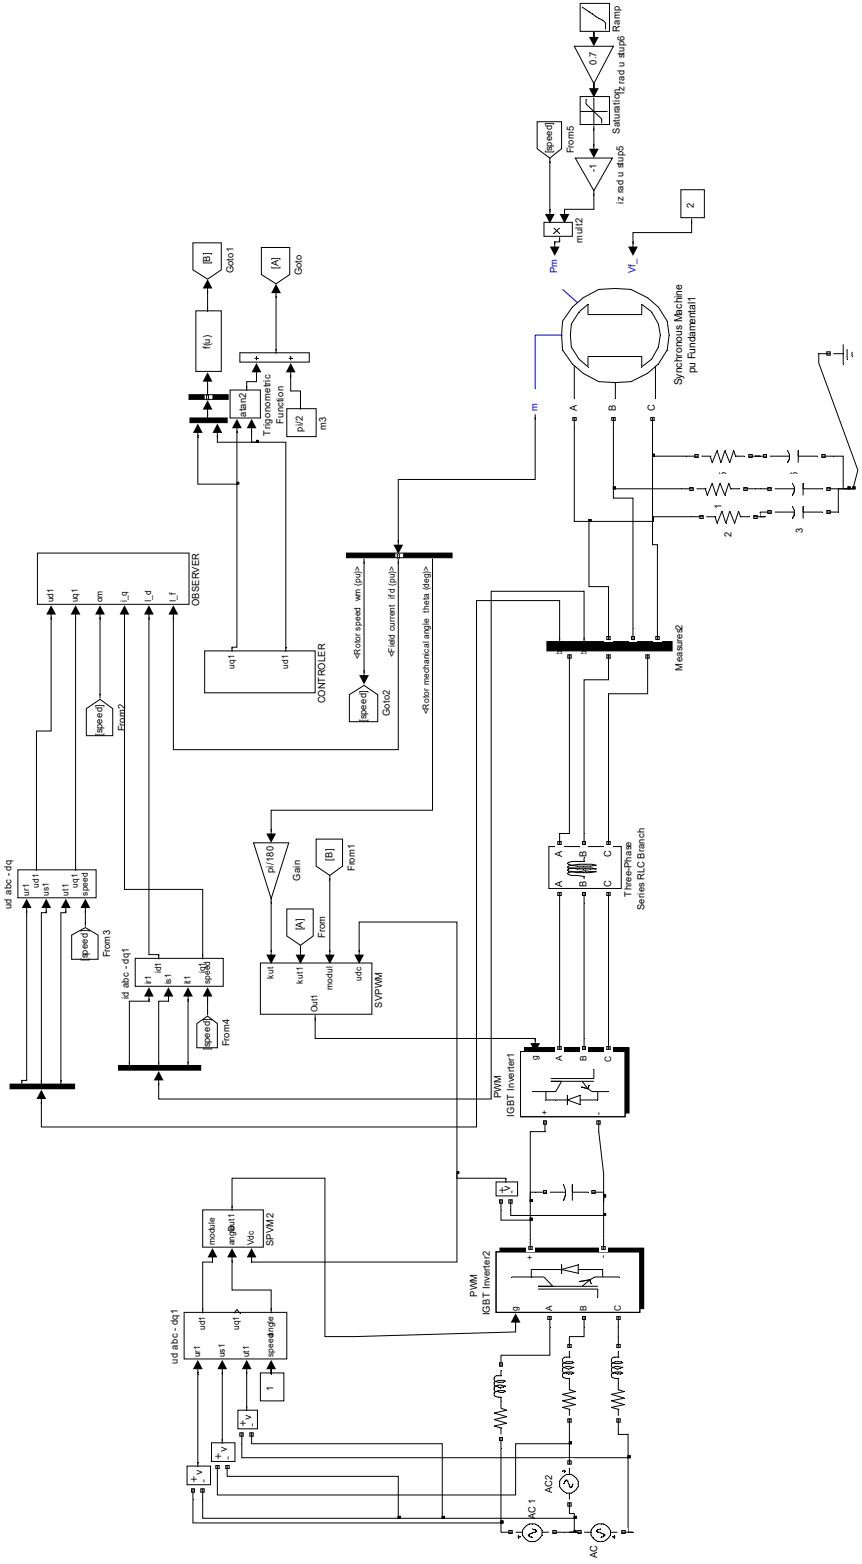 Ramp
0.7
iz rad u stup6
Saturation
-1
iz rad u stup5
[speed]
From5
×
mult2
Pm
Vf_
2
Synchronous Machine
pu Fundamental1
m
A
B
C
[B]
Goto1
[A]
Goto
f(u)
atan2
Trigonometric
Function
+
+
pi/2
m3
OBSERVER
ud1
uq1
om
i_q
I_d
I_f
CONTROLER
uq1
ud1
<Rotor speed wm (pu)>
<Field current ifd (pu)>
<Rotor mechanical angle theta (deg)>
[speed]
Goto2
[speed]
From2
1
2
3
Measures2
ud abc - dq
ur1
us1
ut1
speed
ud1
uq1
[speed]
From3
id abc - dq1
ir1
is1
it1
speed
id1
iq1
[speed]
From4
pi/180
Gain
[B]
From1
[A]
From
kut
kut1
modul
udc
Out1
SVPWM
Three-Phase
Series RLC Branch
A
B
C
A
B
C
PWM
IGBT Inverter1
g
A
B
C
+
-
+
v
-
PWM
IGBT Inverter2
g
A
B
C
+
-
SPVM2
module
angle
Vdc
Out1
ud abc - dq1
ur1
us1
ut1
speed
ud1
uq1
angle
1
+
v
-
+
v
-
+
v
-
AC 1
AC2
AC